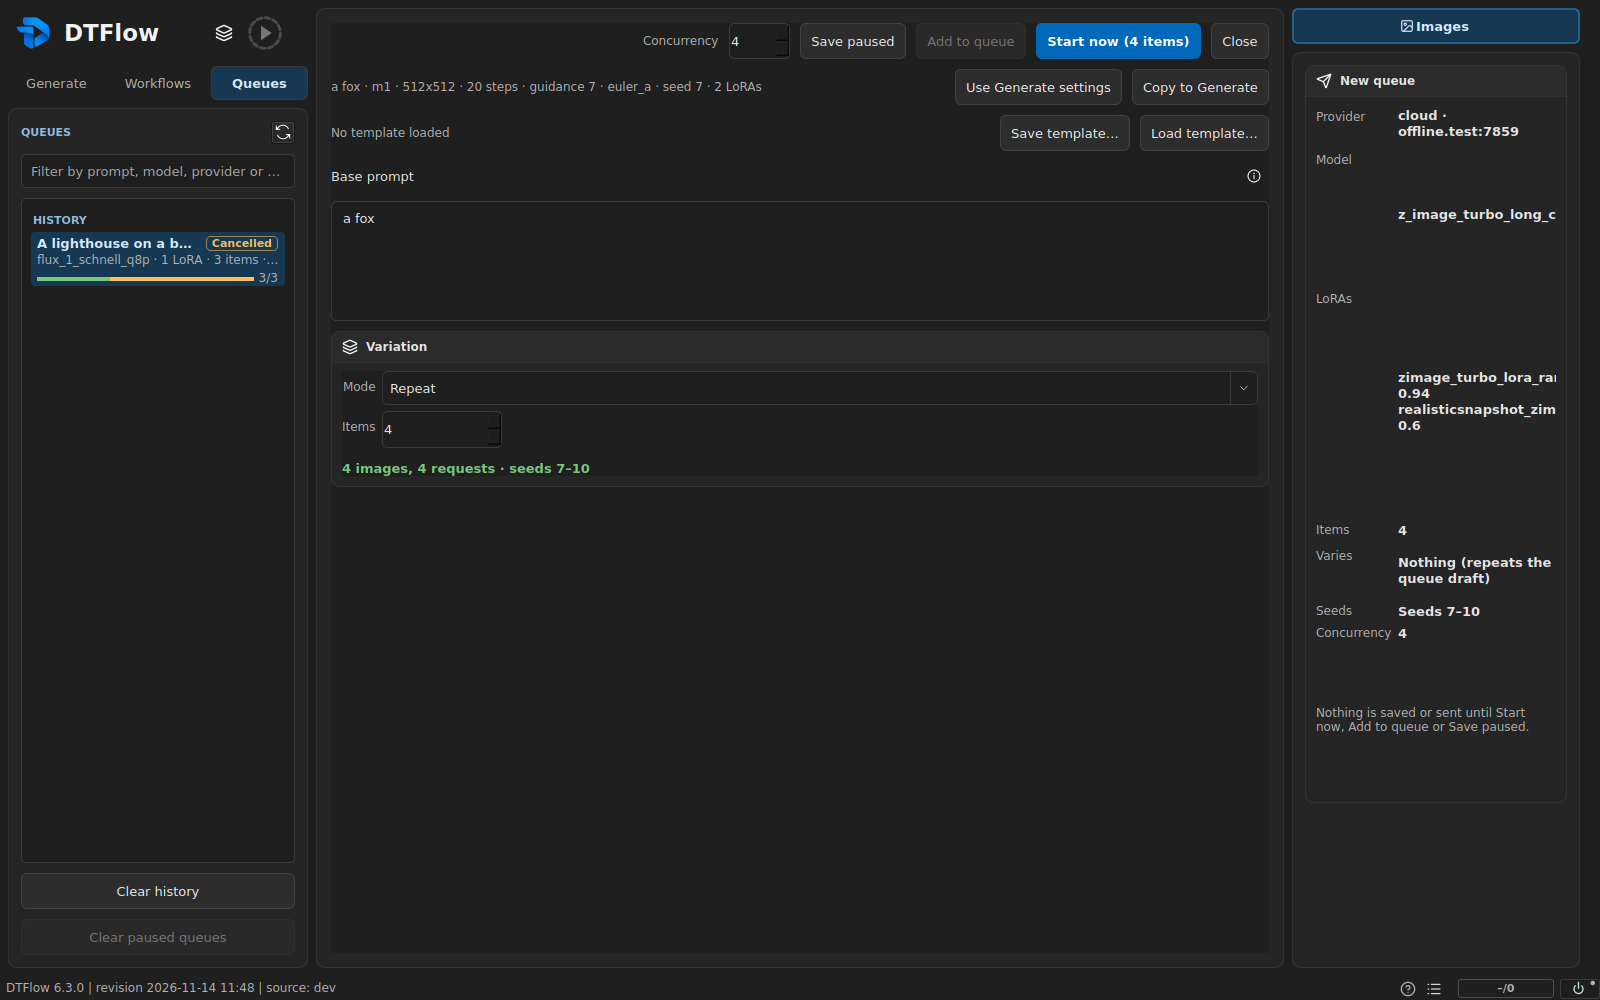 DTFlow
Generate
Workflows
Queues
QUEUES
Filter by prompt, model, provider or ...
HISTORY
A lighthouse on a b...
Cancelled
flux_1_schnell_q8p · 1 LoRA · 3 items ·...
3/3
Clear history
Clear paused queues
Concurrency
4
Save paused
Add to queue
Start now (4 items)
Close
a fox · m1 · 512x512 · 20 steps · guidance 7 · euler_a · seed 7 · 2 LoRAs
Use Generate settings
Copy to Generate
No template loaded
Save template...
Load template...
Base prompt
a fox
Variation
Mode
Repeat
Items
4
4 images, 4 requests · seeds 7–10
Images
New queue
Provider
cloud ·
offline.test:7859
Model
z_image_turbo_long_c
LoRAs
zimage_turbo_lora_ra
0.94
realisticsnapshot_zim
0.6
Items
4
Varies
Nothing (repeats the
queue draft)
Seeds
Seeds 7–10
Concurrency
4
Nothing is saved or sent until Start
now, Add to queue or Save paused.
DTFlow 6.3.0 | revision 2026-11-14 11:48 | source: dev
–/0